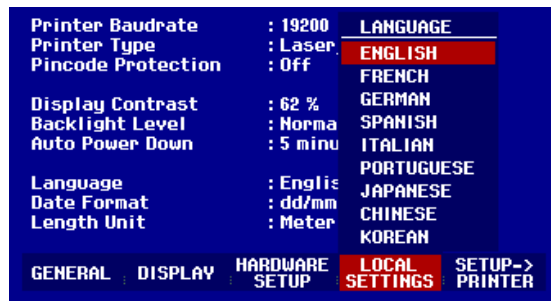 Printer Baudrate : 19200
Printer Type : Laser
Pincode Protection : Off
Display Contrast : 62 %
Backlight Level : Norma
Auto Power Down : 5 minu
Language : Englis
Date Format : dd/mm
Length Unit : Meter
LANGUAGE
ENGLISH
FRENCH
GERMAN
SPANISH
ITALIAN
PORTUGUESE
JAPANESE
CHINESE
KOREAN
GENERAL
DISPLAY
HARDWARE
SETUP
LOCAL
SETTINGS
SETUP->
PRINTER